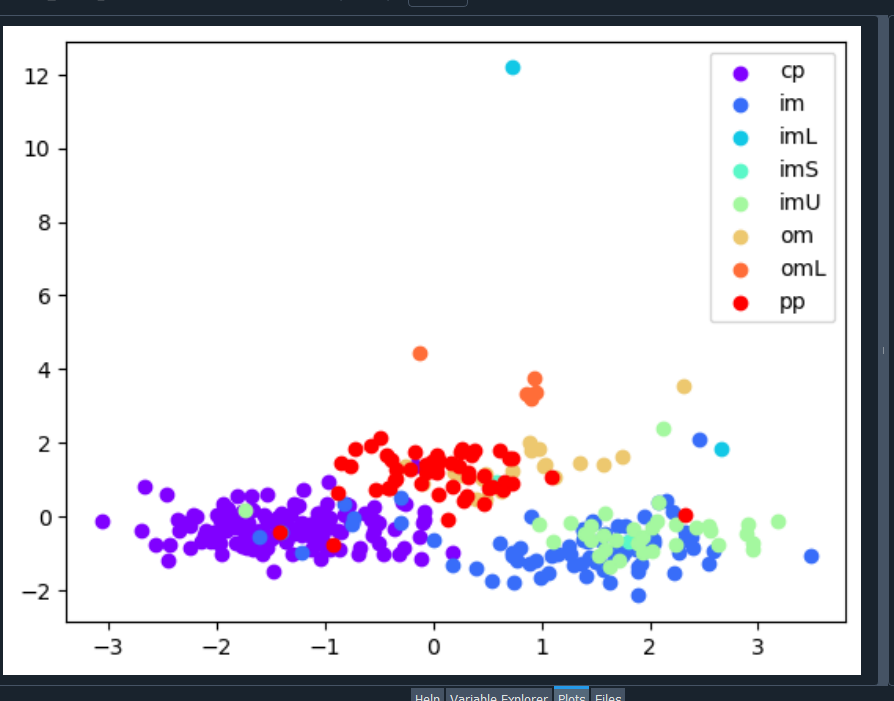 12
10
8
6
4
2
0
−2
−3 −2 −1 0 1 2 3
cp
im
imL
imS
imU
om
omL
pp
Help Variable Explorer Plots Files